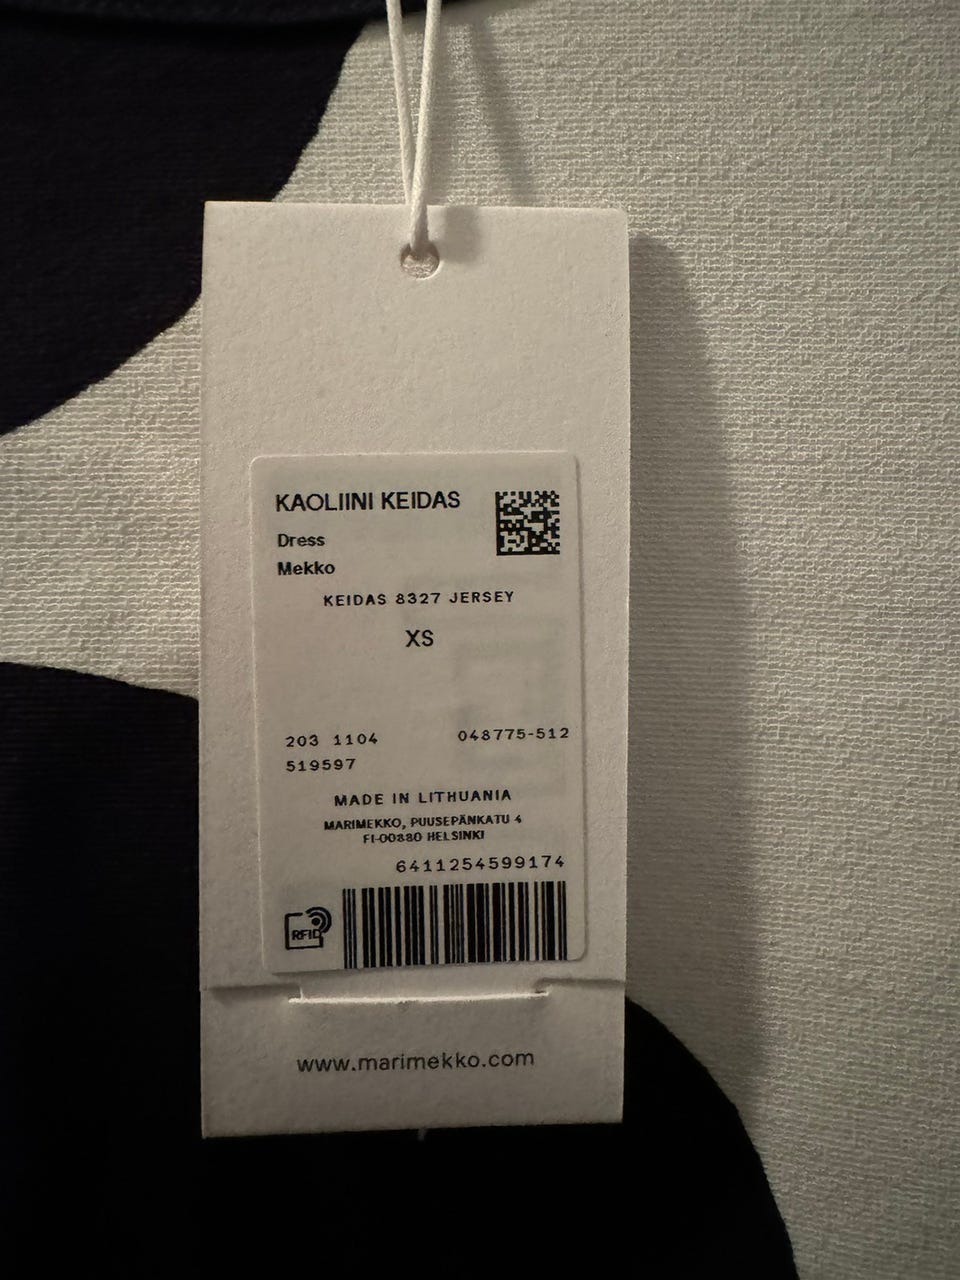 KAOLIINI KEIDAS
Dress
Mekko
KEIDAS 8327 JERSEY
XS
203 1104 048775-512
519597
MADE IN LITHUANIA
MARIMEKKO, PUUSEPÄNKATU 4
FI-00880 HELSINKI
6411254599174
RFID
www.marimekko.com